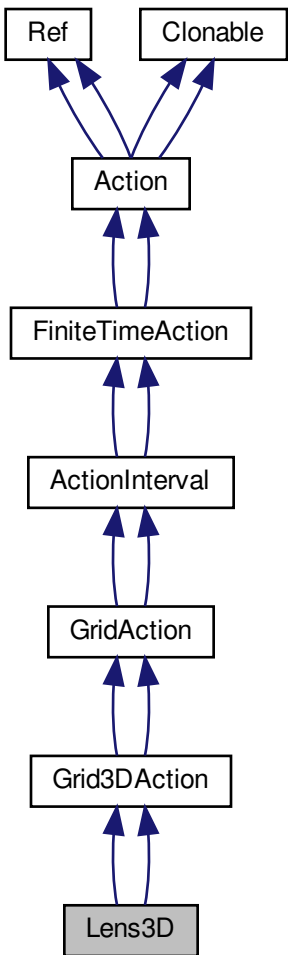 Ref
Clonable
Action
FiniteTimeAction
ActionInterval
GridAction
Grid3DAction
Lens3D